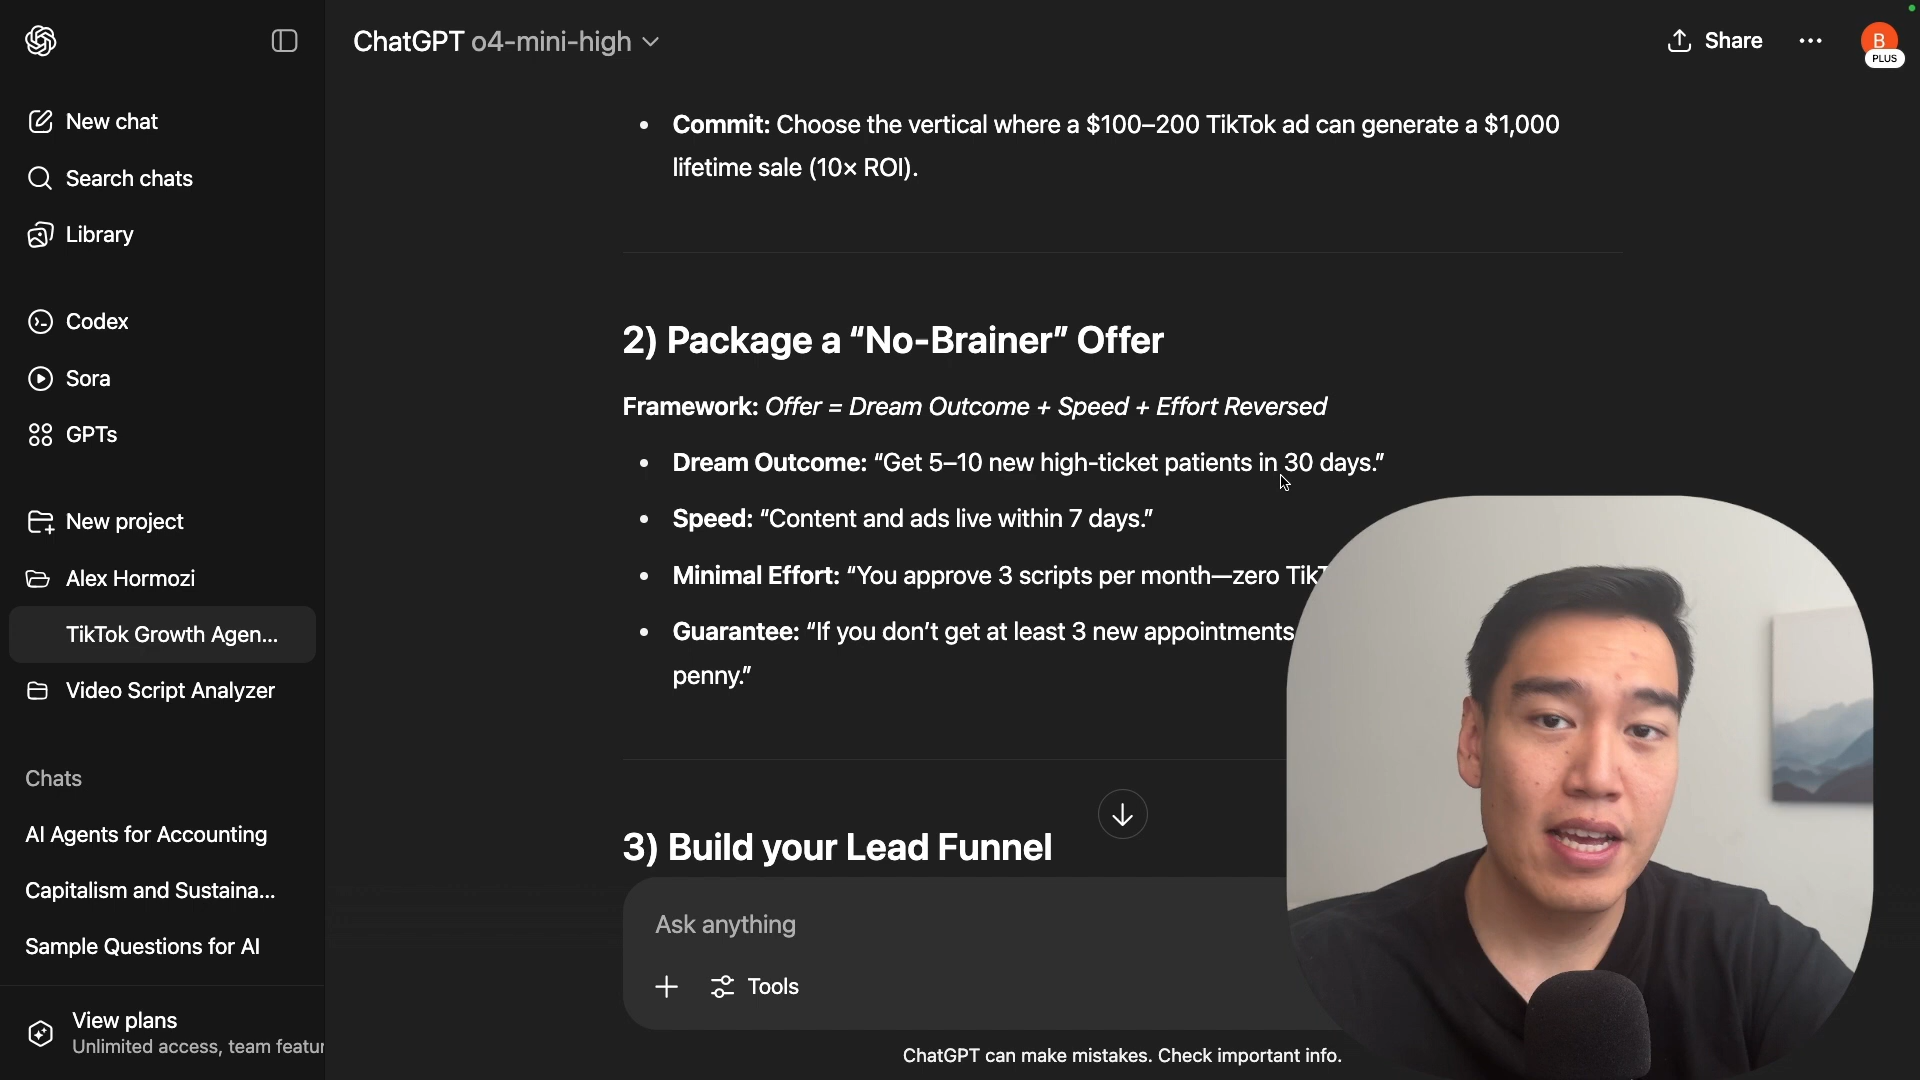 ChatGPT o4-mini-high
Share
B
PLUS
New chat
Search chats
Library
Codex
Sora
GPTs
New project
Alex Hormozi
TikTok Growth Agen...
Video Script Analyzer
Chats
AI Agents for Accounting
Capitalism and Sustaina...
Sample Questions for AI
View plans
Unlimited access, team featur
• Commit: Choose the vertical where a $100–200 TikTok ad can generate a $1,000
lifetime sale (10× ROI).
2) Package a “No-Brainer” Offer
Framework: Offer = Dream Outcome + Speed + Effort Reversed
• Dream Outcome: “Get 5–10 new high-ticket patients in 30 days.”
• Speed: “Content and ads live within 7 days.”
• Minimal Effort: “You approve 3 scripts per month—zero
• Guarantee: “If you don’t get at least 3 new appointments
penny.”
3) Build your Lead Funnel
Ask anything
Tools
ChatGPT can make mistakes. Check important info.